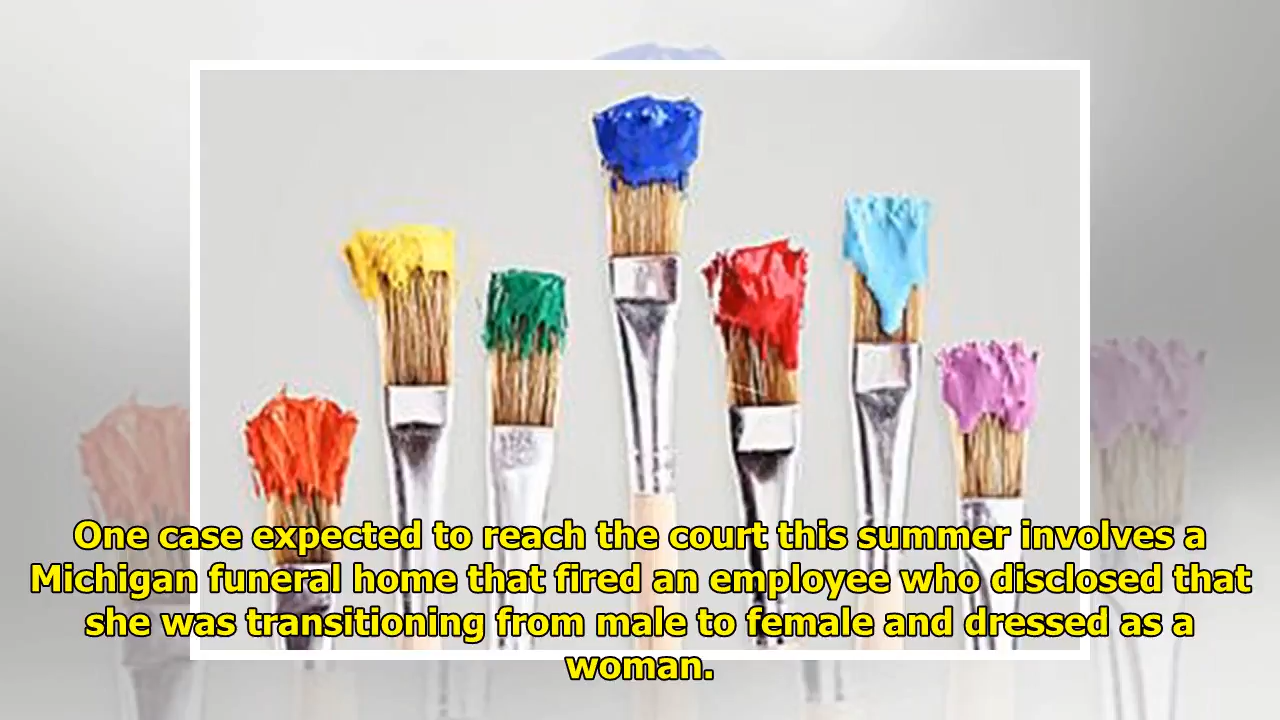 One case expected to reach the court this summer involves a
Michigan funeral home that fired an employee who disclosed that
she was transitioning from male to female and dressed as a
woman.